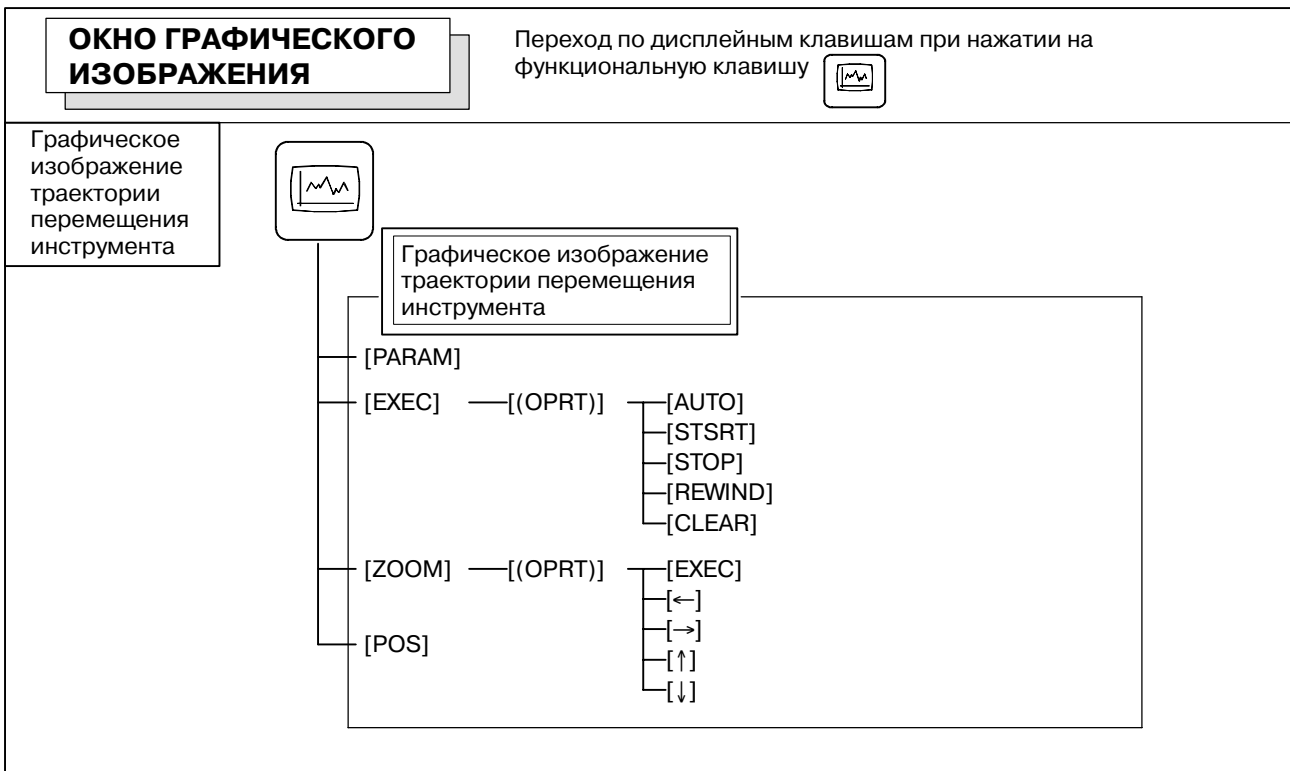 ОКНО ГРАФИЧЕСКОГО
ИЗОБРАЖЕНИЯ
Переход по дисплейным клавишам при нажатии на
функциональную клавишу
Графическое
изображение
траектории
перемещения
инструмента
Графическое изображение
траектории перемещения
инструмента
[PARAM]
[EXEC] [(OPRT)] [AUTO]
[STSRT]
[STOP]
[REWIND]
[CLEAR]
[ZOOM] [(OPRT)] [EXEC]
[←]
[→]
[POS]
[↑]
[↓]